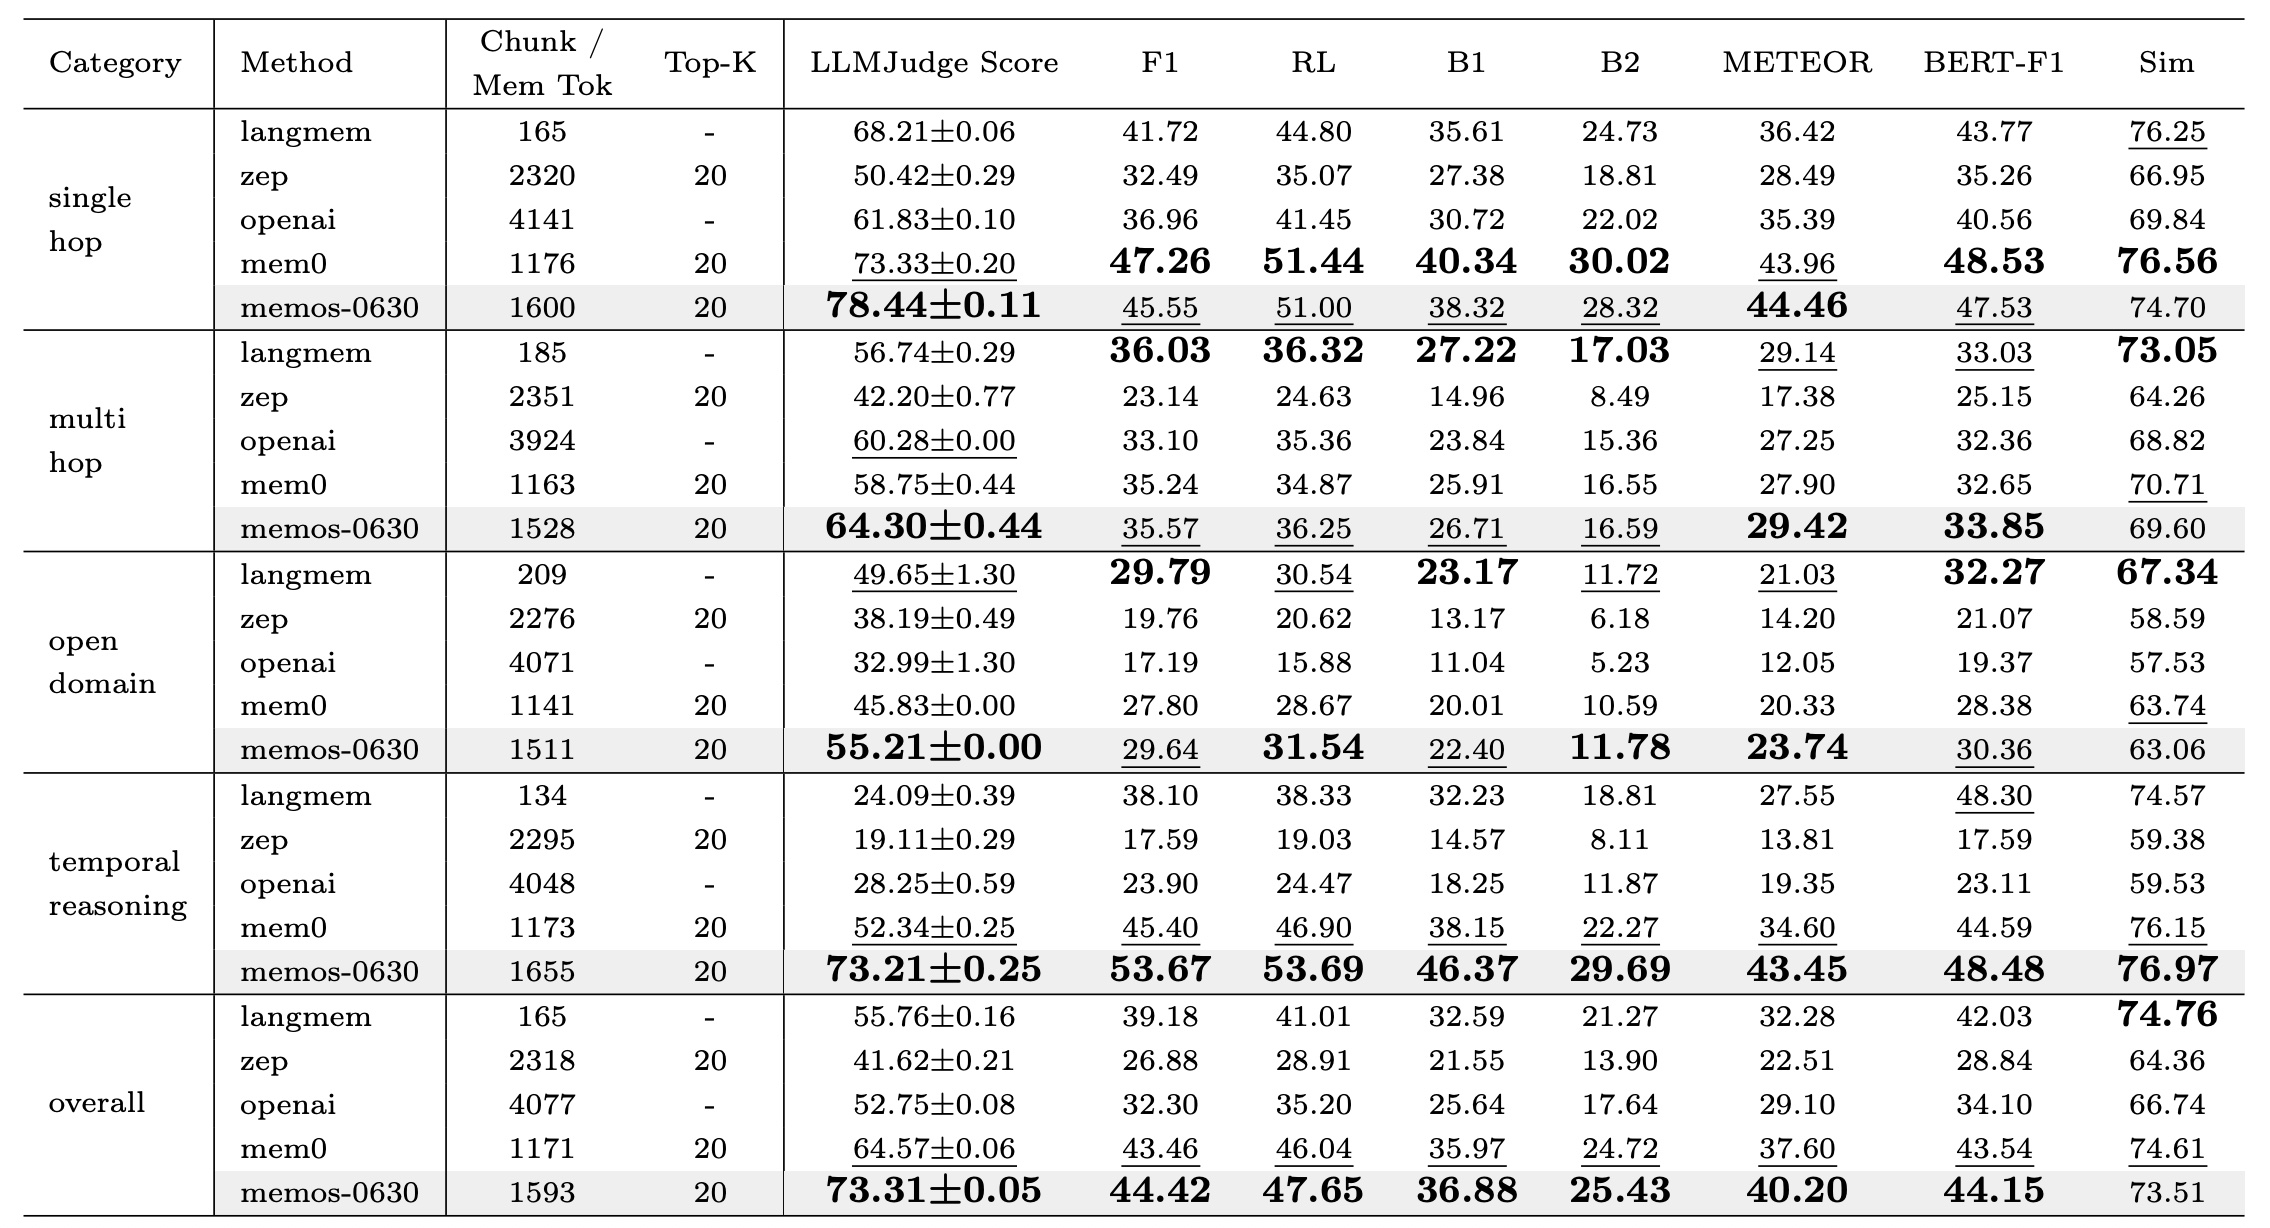 Category Method Chunk / Mem Tok Top-K LLMJudge Score F1 RL B1 B2 METEOR BERT-F1 Sim
single hop
langmem 165 - 68.21±0.06 41.72 44.80 35.61 24.73 36.42 43.77 76.25
zep 2320 20 50.42±0.29 32.49 35.07 27.38 18.81 28.49 35.26 66.95
openai 4141 - 61.83±0.10 36.96 41.45 30.72 22.02 35.39 40.56 69.84
mem0 1176 20 73.33±0.20 47.26 51.44 40.34 30.02 43.96 48.53 76.56
memos-0630 1600 20 78.44±0.11 45.55 51.00 38.32 28.32 44.46 47.53 74.70
multi hop
langmem 185 - 56.74±0.29 36.03 36.32 27.22 17.03 29.14 33.03 73.05
zep 2351 20 42.20±0.77 23.14 24.63 14.96 8.49 17.38 25.15 64.26
openai 3924 - 60.28±0.00 33.10 35.36 23.84 15.36 27.25 32.36 68.82
mem0 1163 20 58.75±0.44 35.24 34.87 25.91 16.55 27.90 32.65 70.71
memos-0630 1528 20 64.30±0.44 35.57 36.25 26.71 16.59 29.42 33.85 69.60
open domain
langmem 209 - 49.65±1.30 29.79 30.54 23.17 11.72 21.03 32.27 67.34
zep 2276 20 38.19±0.49 19.76 20.62 13.17 6.18 14.20 21.07 58.59
openai 4071 - 32.99±1.30 17.19 15.88 11.04 5.23 12.05 19.37 57.53
mem0 1141 20 45.83±0.00 27.80 28.67 20.01 10.59 20.33 28.38 63.74
memos-0630 1511 20 55.21±0.00 29.64 31.54 22.40 11.78 23.74 30.36 63.06
temporal reasoning
langmem 134 - 24.09±0.39 38.10 38.33 32.23 18.81 27.55 48.30 74.57
zep 2295 20 19.11±0.29 17.59 19.03 14.57 8.11 13.81 17.59 59.38
openai 4048 - 28.25±0.59 23.90 24.47 18.25 11.87 19.35 23.11 59.53
mem0 1173 20 52.34±0.25 45.40 46.90 38.15 22.27 34.60 44.59 76.15
memos-0630 1655 20 73.21±0.25 53.67 53.69 46.37 29.69 43.45 48.48 76.97
overall
langmem 165 - 55.76±0.16 39.18 41.01 32.59 21.27 32.28 42.03 74.76
zep 2318 20 41.62±0.21 26.88 28.91 21.55 13.90 22.51 28.84 64.36
openai 4077 - 52.75±0.08 32.30 35.20 25.64 17.64 29.10 34.10 66.74
mem0 1171 20 64.57±0.06 43.46 46.04 35.97 24.72 37.60 43.54 74.61
memos-0630 1593 20 73.31±0.05 44.42 47.65 36.88 25.43 40.20 44.15 73.51